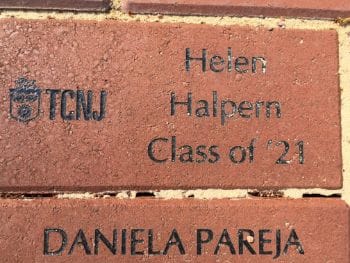 Helen
TCNJ Halpern
Class of '21
DANIELA PAREJA